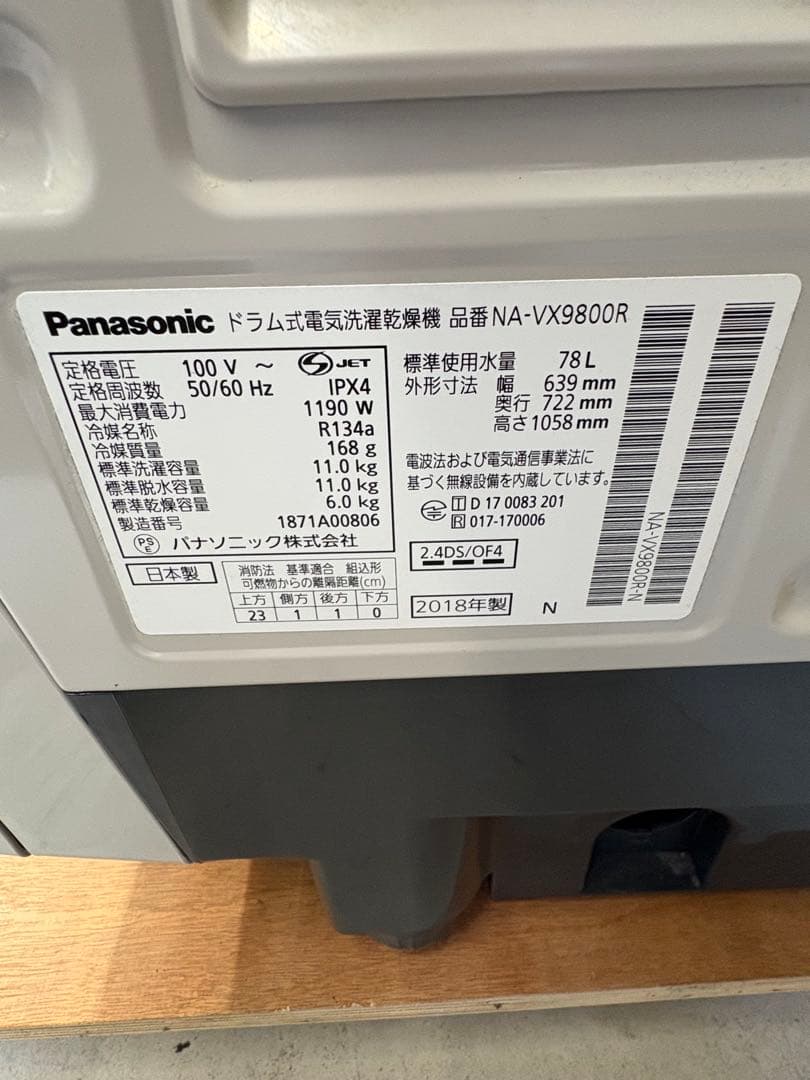 Panasonic ドラム式電気洗濯乾燥機 品番 NA-VX9800R
定格電圧 100 V ～ S JET
定格周波数 50/60 Hz IPX4
最大消費電力 1190 W
冷媒名称 R134a
冷媒質量 168 g
標準洗濯容量 11.0 kg
標準脱水容量 11.0 kg
標準乾燥容量 6.0 kg
製造番号 1871A00806
PSE パナソニック株式会社
日本製
消防法 基準適合 組込形
可燃物からの離隔距離(cm)
上方 側方 後方 下方
23 1 1 0
標準使用水量 78 L
外形寸法 幅 639 mm
奥行 722 mm
高さ 1058 mm
電波法および電気通信事業法に
基づく無線設備を内蔵しています。
T D 17 0083 201
R 017-170006
2.4DS/OF4
2018年製 N
NA-VX9800R-N